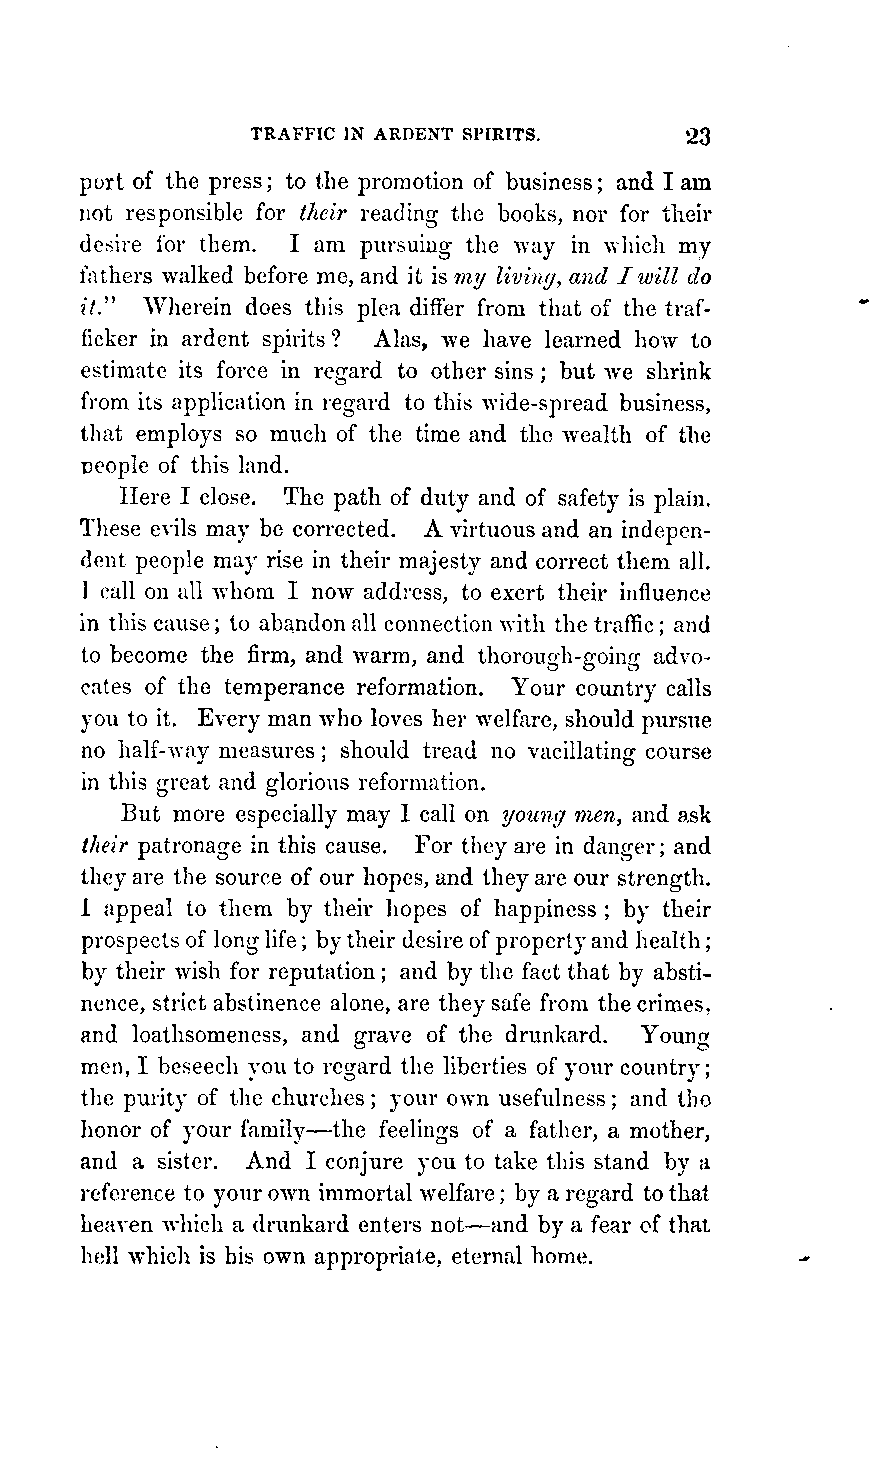 TRAFFIC IN ARDENT SPIRITS. 23
port of the press; to the promotion of business; and I am
not responsible for their reading the books, nor for their
desire for them. I am pursuing the way in which my
fathers walked before me, and it is my living, and I will do
it." Wherein does this plea differ from that of the traf-
ficker in ardent spirits? Alas, we have learned how to
estimate its force in regard to other sins; but we shrink
from its application in regard to this wide-spread business,
that employs so much of the time and the wealth of the
people of this land.
Here I close. The path of duty and of safety is plain.
These evils may be corrected. A virtuous and an indepen-
dent people may rise in their majesty and correct them all.
I call on all whom I now address, to exert their influence
in this cause; to abandon all connection with the traffic; and
to become the firm, and warm, and thorough-going advo-
cates of the temperance reformation. Your country calls
you to it. Every man who loves her welfare, should pursue
no half-way measures; should tread no vacillating course
in this great and glorious reformation.
But more especially may I call on young men, and ask
their patronage in this cause. For they are in danger; and
they are the source of our hopes, and they are our strength.
I appeal to them by their hopes of happiness; by their
prospects of long life; by their desire of property and health;
by their wish for reputation; and by the fact that by absti-
nence, strict abstinence alone, are they safe from the crimes,
and loathsomeness, and grave of the drunkard. Young
men, I beseech you to regard the liberties of your country;
the purity of the churches; your own usefulness; and the
honor of your family—the feelings of a father, a mother,
and a sister. And I conjure you to take this stand by a
reference to your own immortal welfare; by a regard to that
heaven which a drunkard enters not—and by a fear of that
hell which is his own appropriate, eternal home.